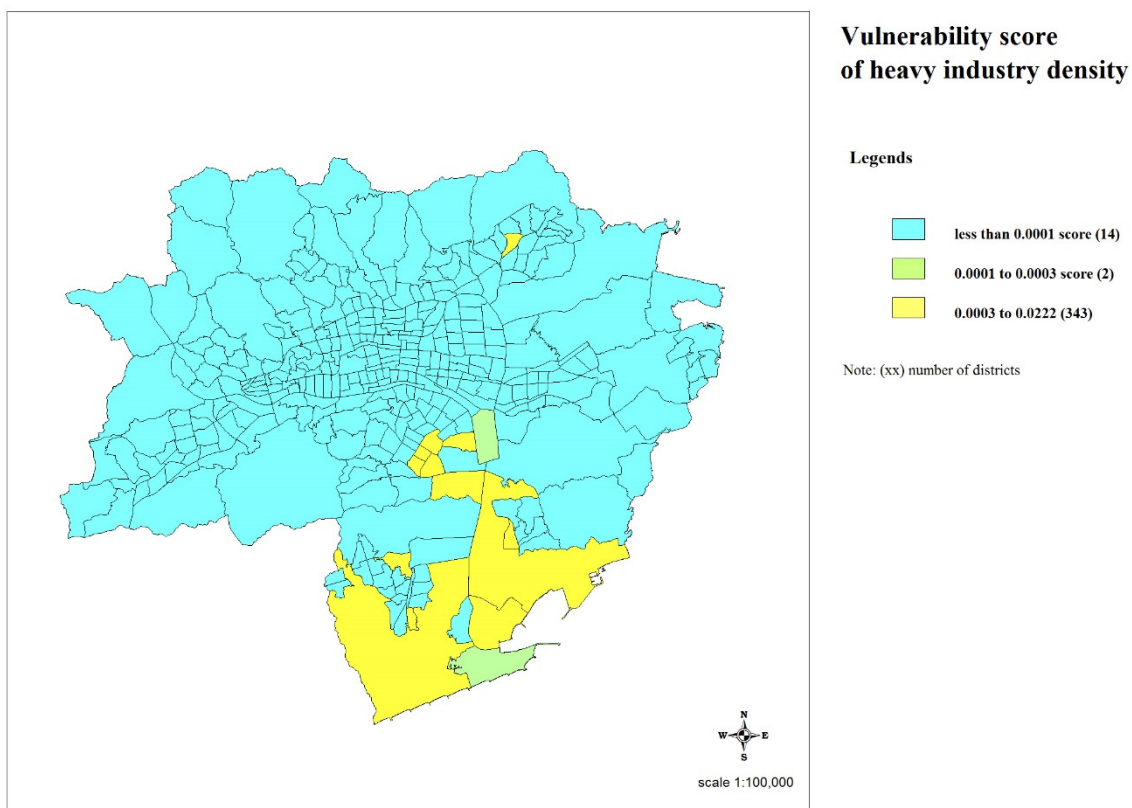 Vulnerability score
of heavy industry density
Legends
less than 0.0001 score (14)
0.0001 to 0.0003 score (2)
0.0003 to 0.0222 (343)
Note: (xx) number of districts
N
W E
S
scale 1:100,000